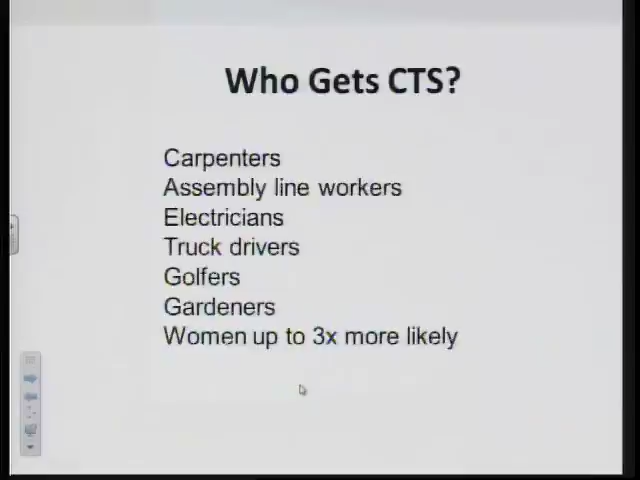 Who Gets CTS?
Carpenters
Assembly line workers
Electricians
Truck drivers
Golfers
Gardeners
Women up to 3x more likely